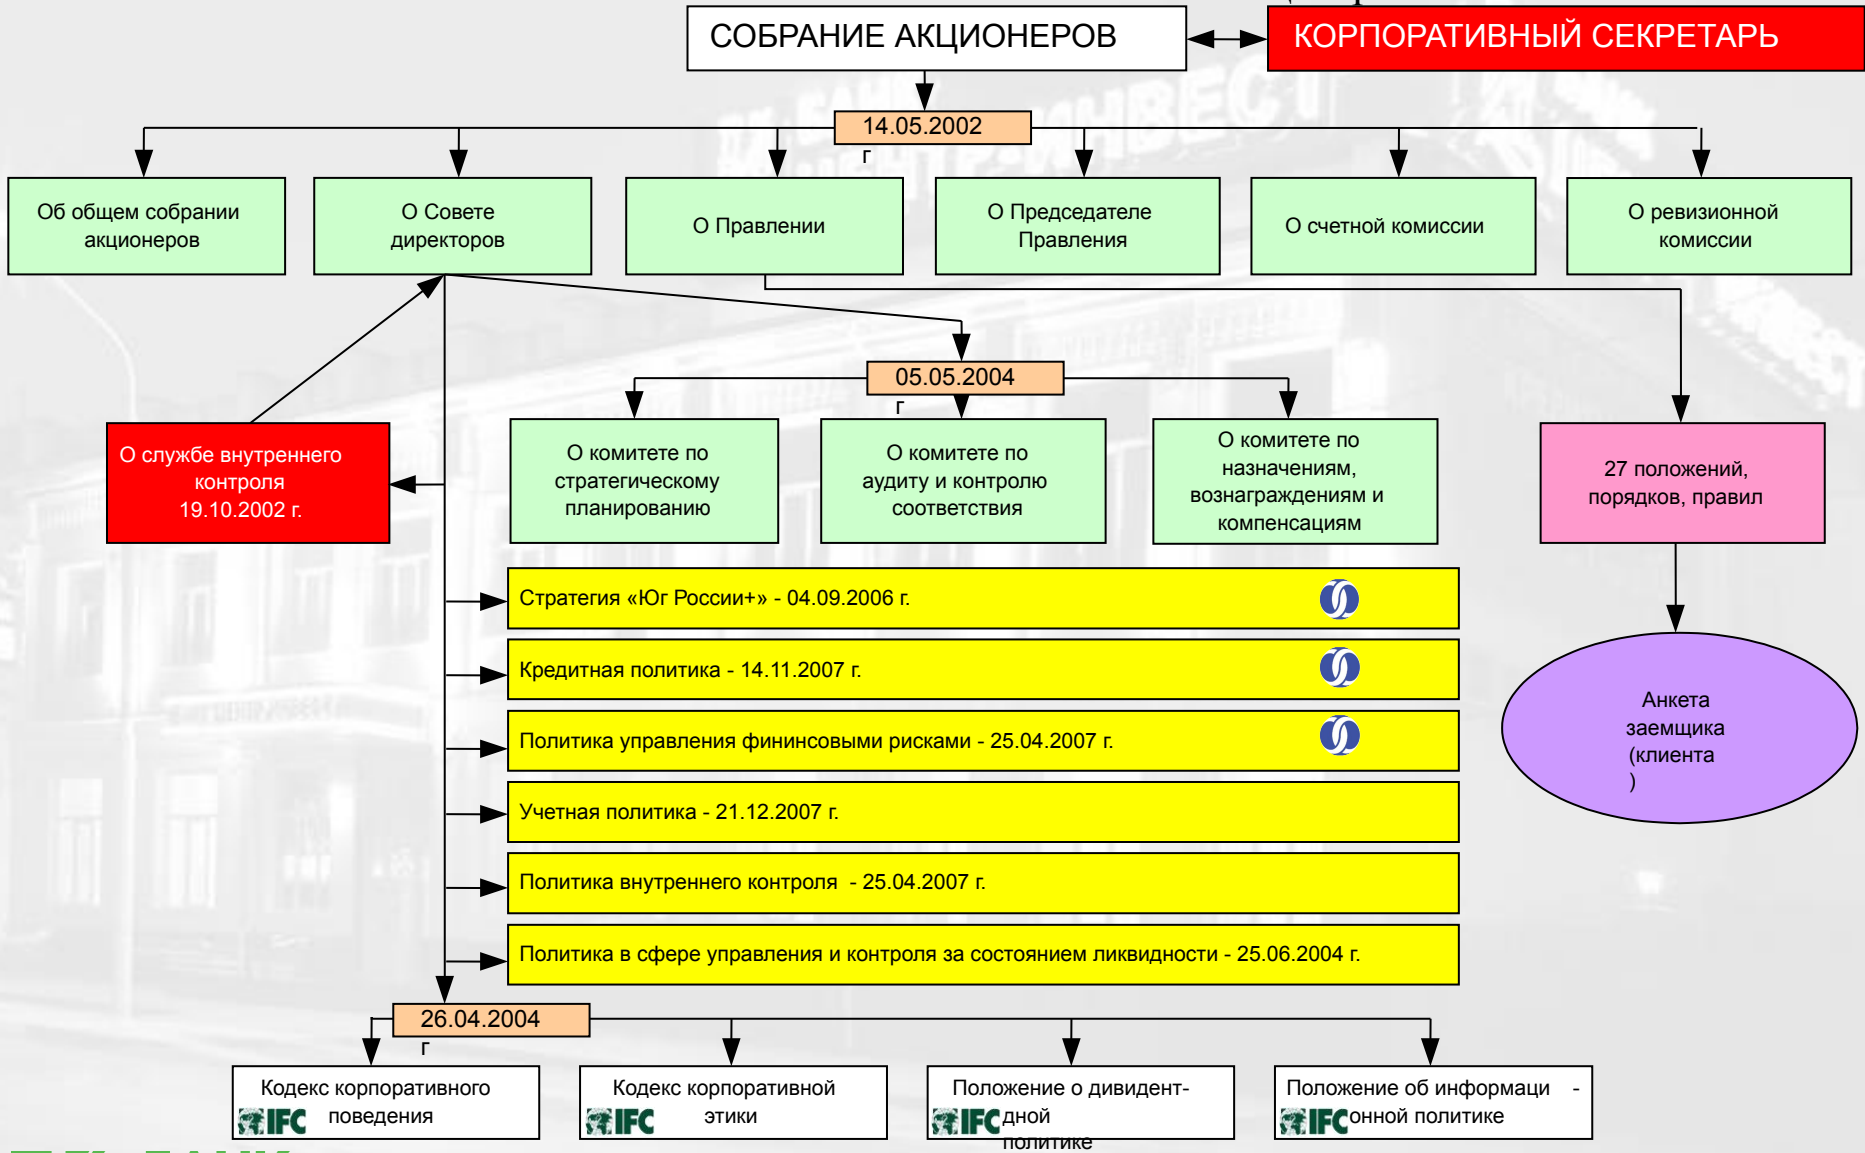 СОБРАНИЕ АКЦИОНЕРОВ
КОРПОРАТИВНЫЙ СЕКРЕТАРЬ
14.05.2002
г
Об общем собрании
акционеров
О Совете
директоров
О Правлении
О Председателе
Правления
О счетной комиссии
О ревизионной
комиссии
05.05.2004
г
О службе внутреннего
контроля
19.10.2002 г.
О комитете по
стратегическому
планированию
О комитете по
аудиту и контролю
соответствия
О комитете по
назначениям,
вознаграждениям и
компенсациям
27 положений,
порядков, правил
Стратегия «Юг России+» - 04.09.2006 г.
Кредитная политика - 14.11.2007 г.
Политика управления фининсовыми рисками - 25.04.2007 г.
Учетная политика - 21.12.2007 г.
Политика внутреннего контроля - 25.04.2007 г.
Политика в сфере управления и контроля за состоянием ликвидности - 25.06.2004 г.
Анкета
заемщика
(клиента
)
26.04.2004
г
Кодекс корпоративного
IFC поведения
Кодекс корпоративной
IFC этики
Положение о дивидент-
IFC дной
политике
Положение об информаци -
IFC онной политике